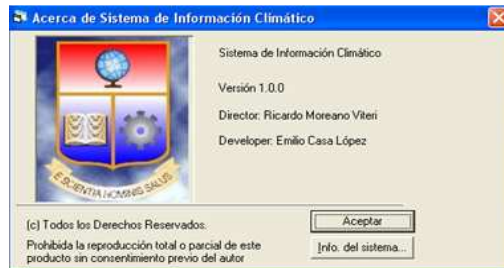 Acerca de Sistema de Información Climático
Sistema de Información Climático
Versión 1.0.0
Director: Ricardo Moreano Viteri
Developer: Emilio Casa López
E SCIENTIA HOMINIS SALUS
(c) Todos los Derechos Reservados.
Prohibida la reproducción total o parcial de este
producto sin consentimiento previo del autor
Aceptar
Info. del sistema...